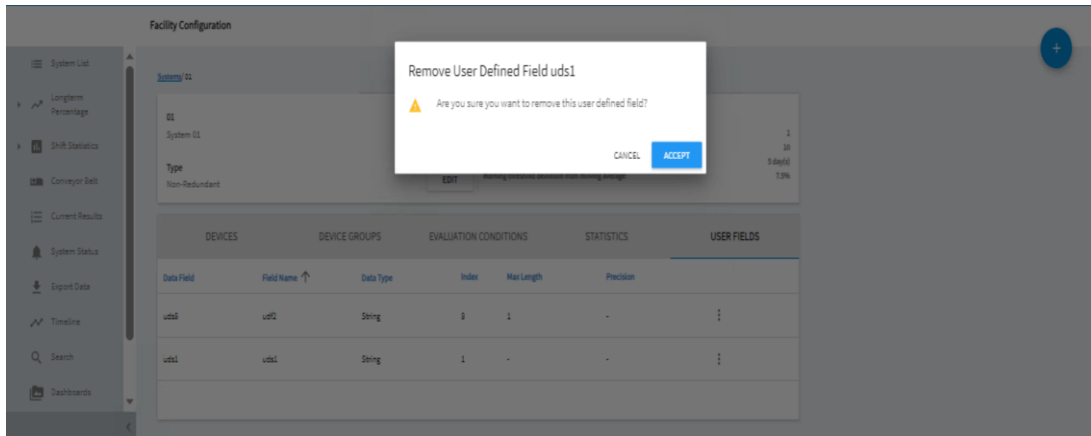 Facility Configuration
System List
Longterm Percentage
Shift Statistics
Conveyor Belt
Current Results
System Status
Export Data
Timeline
Search
Dashboards
Systems/ 01
01
System 01
Type
Non-Redundant
EDIT
1
10
5 day(s)
7.5%
Remove User Defined Field uds1
Are you sure you want to remove this user defined field?
CANCEL ACCEPT
DEVICES DEVICE GROUPS EVALUATION CONDITIONS STATISTICS USER FIELDS
Data Field Field Name Data Type Index Max Length Precision
uds8 udf2 String 8 1 -
uds1 uds1 String 1 - -